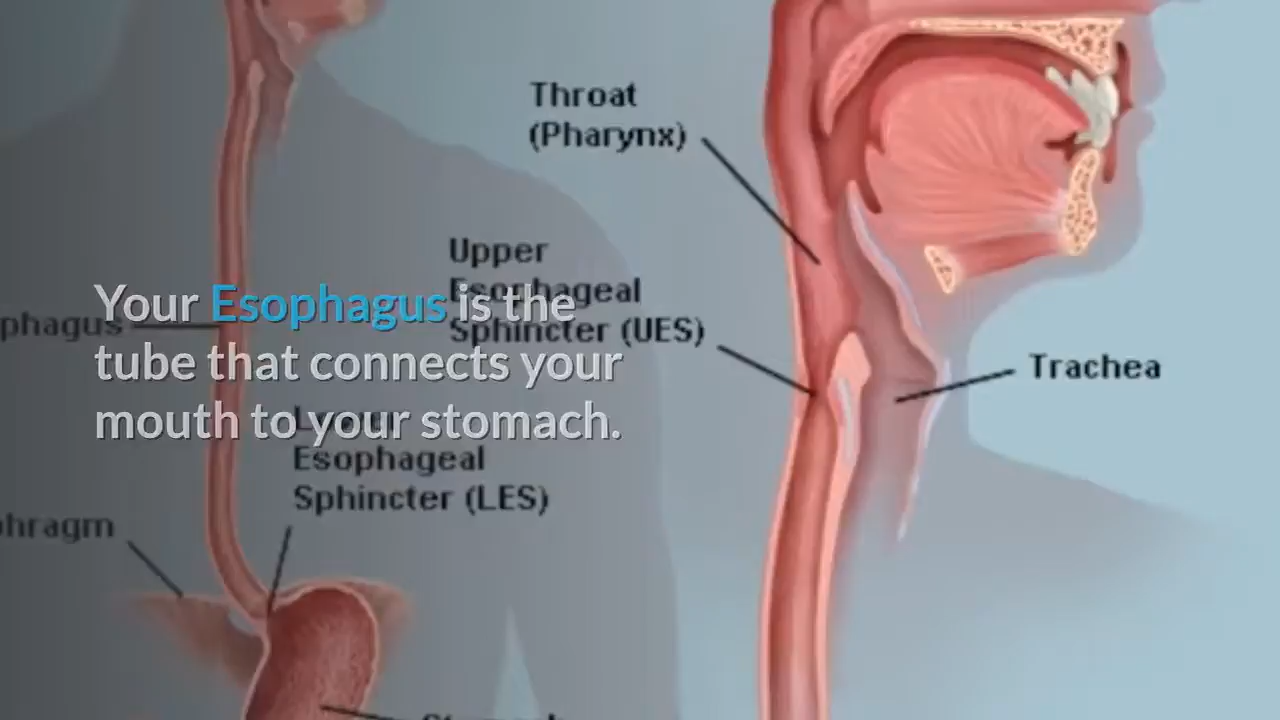 Throat
(Pharynx)
Upper
Esophageal
Sphincter (UES)
Your Esophagus is the
tube that connects your
mouth to your stomach.
phagus
Trachea
Esophageal
Sphincter (LES)
hragm